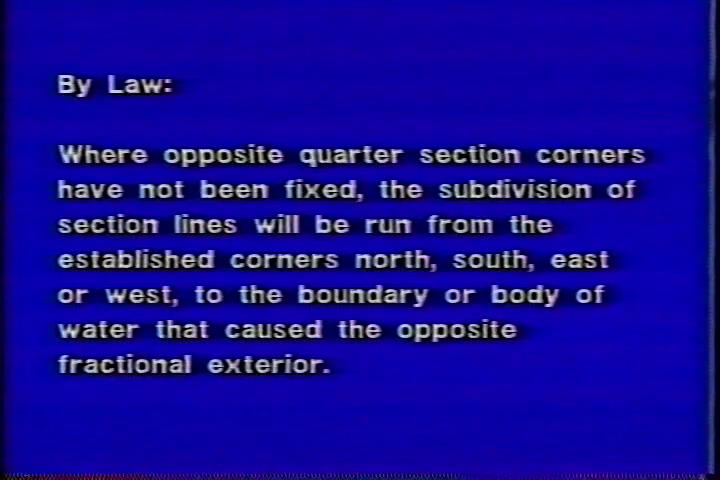 By Law:
Where opposite quarter section corners
have not been fixed, the subdivision of
section lines will be run from the
established corners north, south, east
or west, to the boundary or body of
water that caused the opposite
fractional exterior.